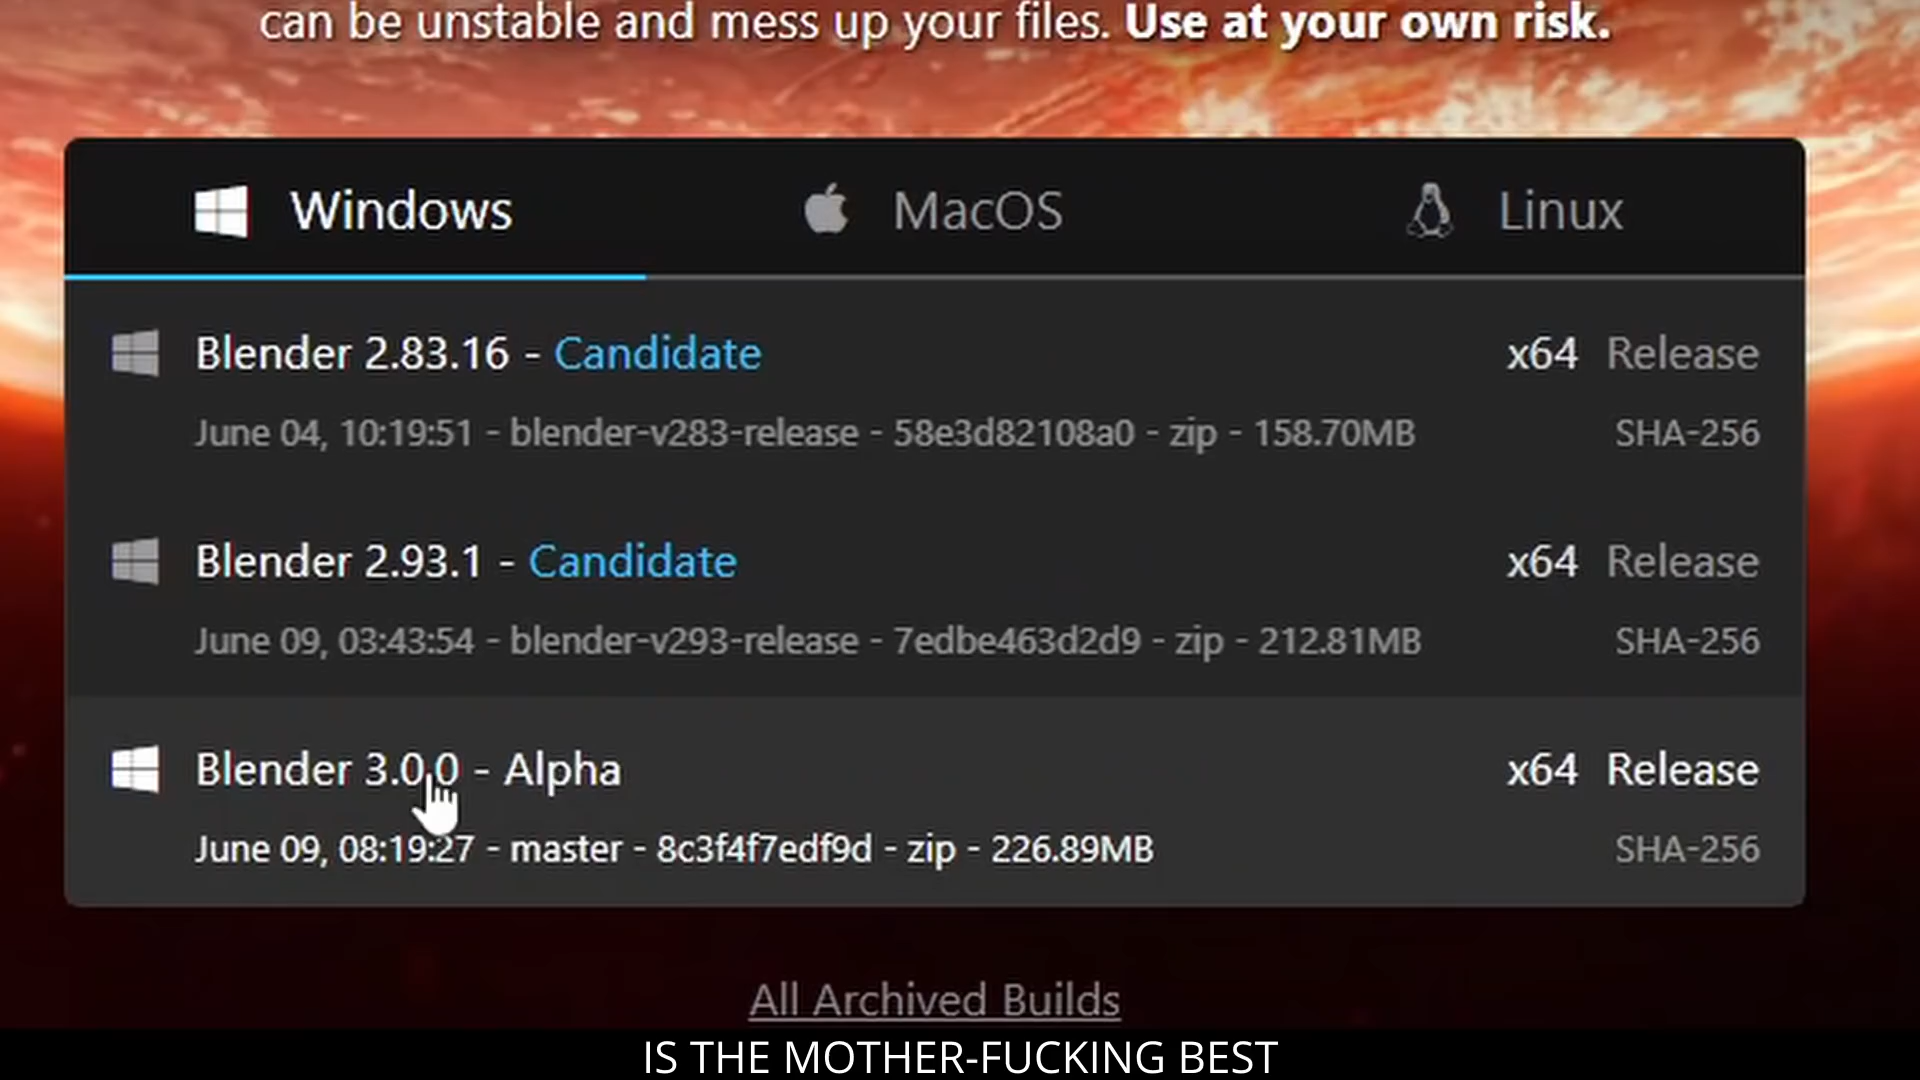 can be unstable and mess up your files. Use at your own risk.
Windows MacOS Linux
Blender 2.83.16 - Candidate x64 Release
June 04, 10:19:51 - blender-v283-release - 58e3d82108a0 - zip - 158.70MB SHA-256
Blender 2.93.1 - Candidate x64 Release
June 09, 03:43:54 - blender-v293-release - 7edbe463d2d9 - zip - 212.81MB SHA-256
Blender 3.0.0 - Alpha x64 Release
June 09, 08:19:27 - master - 8c3f4f7edf9d - zip - 226.89MB SHA-256
All Archived Builds
IS THE MOTHER-FUCKING BEST